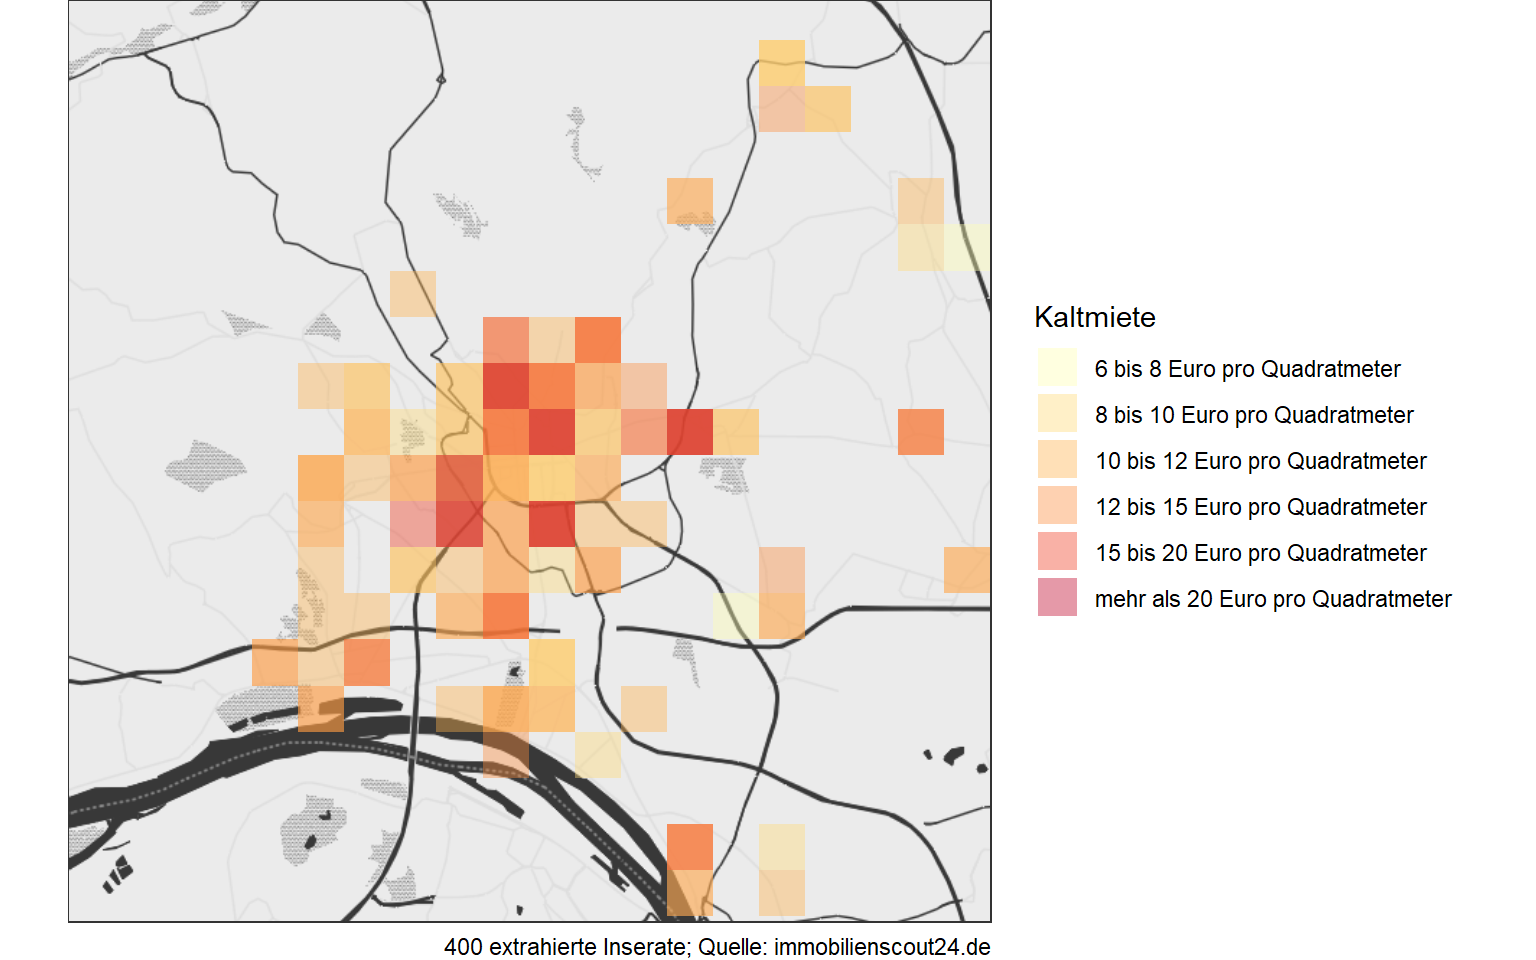 Kaltmiete
6 bis 8 Euro pro Quadratmeter
8 bis 10 Euro pro Quadratmeter
10 bis 12 Euro pro Quadratmeter
12 bis 15 Euro pro Quadratmeter
15 bis 20 Euro pro Quadratmeter
mehr als 20 Euro pro Quadratmeter
400 extrahierte Inserate; Quelle: immobilienscout24.de